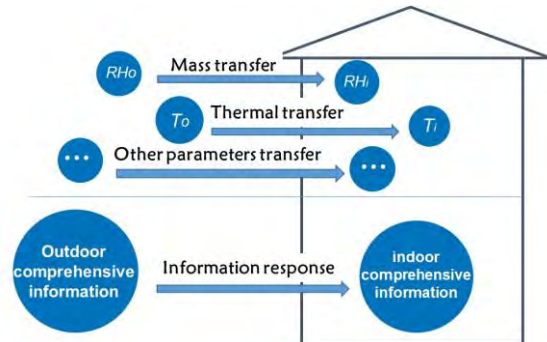 Mass transfer
RHo
RHi
Thermal transfer
To
Ti
Other parameters transfer
...
...
Outdoor
comprehensive
information
Information response
indoor
comprehensive
information